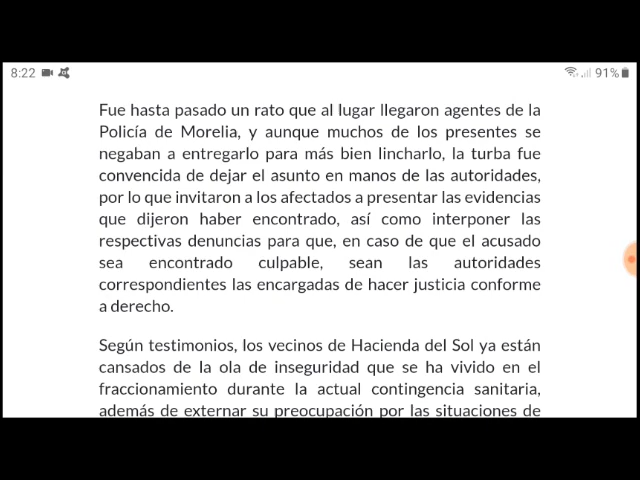 8:22
91%
Fue hasta pasado un rato que al lugar llegaron agentes de la
Policía de Morelia, y aunque muchos de los presentes se
negaban a entregarlo para más bien lincharlo, la turba fue
convencida de dejar el asunto en manos de las autoridades,
por lo que invitaron a los afectados a presentar las evidencias
que dijeron haber encontrado, así como interponer las
respectivas denuncias para que, en caso de que el acusado
sea encontrado culpable, sean las autoridades
correspondientes las encargadas de hacer justicia conforme
a derecho.
Según testimonios, los vecinos de Hacienda del Sol ya están
cansados de la ola de inseguridad que se ha vivido en el
fraccionamiento durante la actual contingencia sanitaria,
además de externar su preocupación por las situaciones de